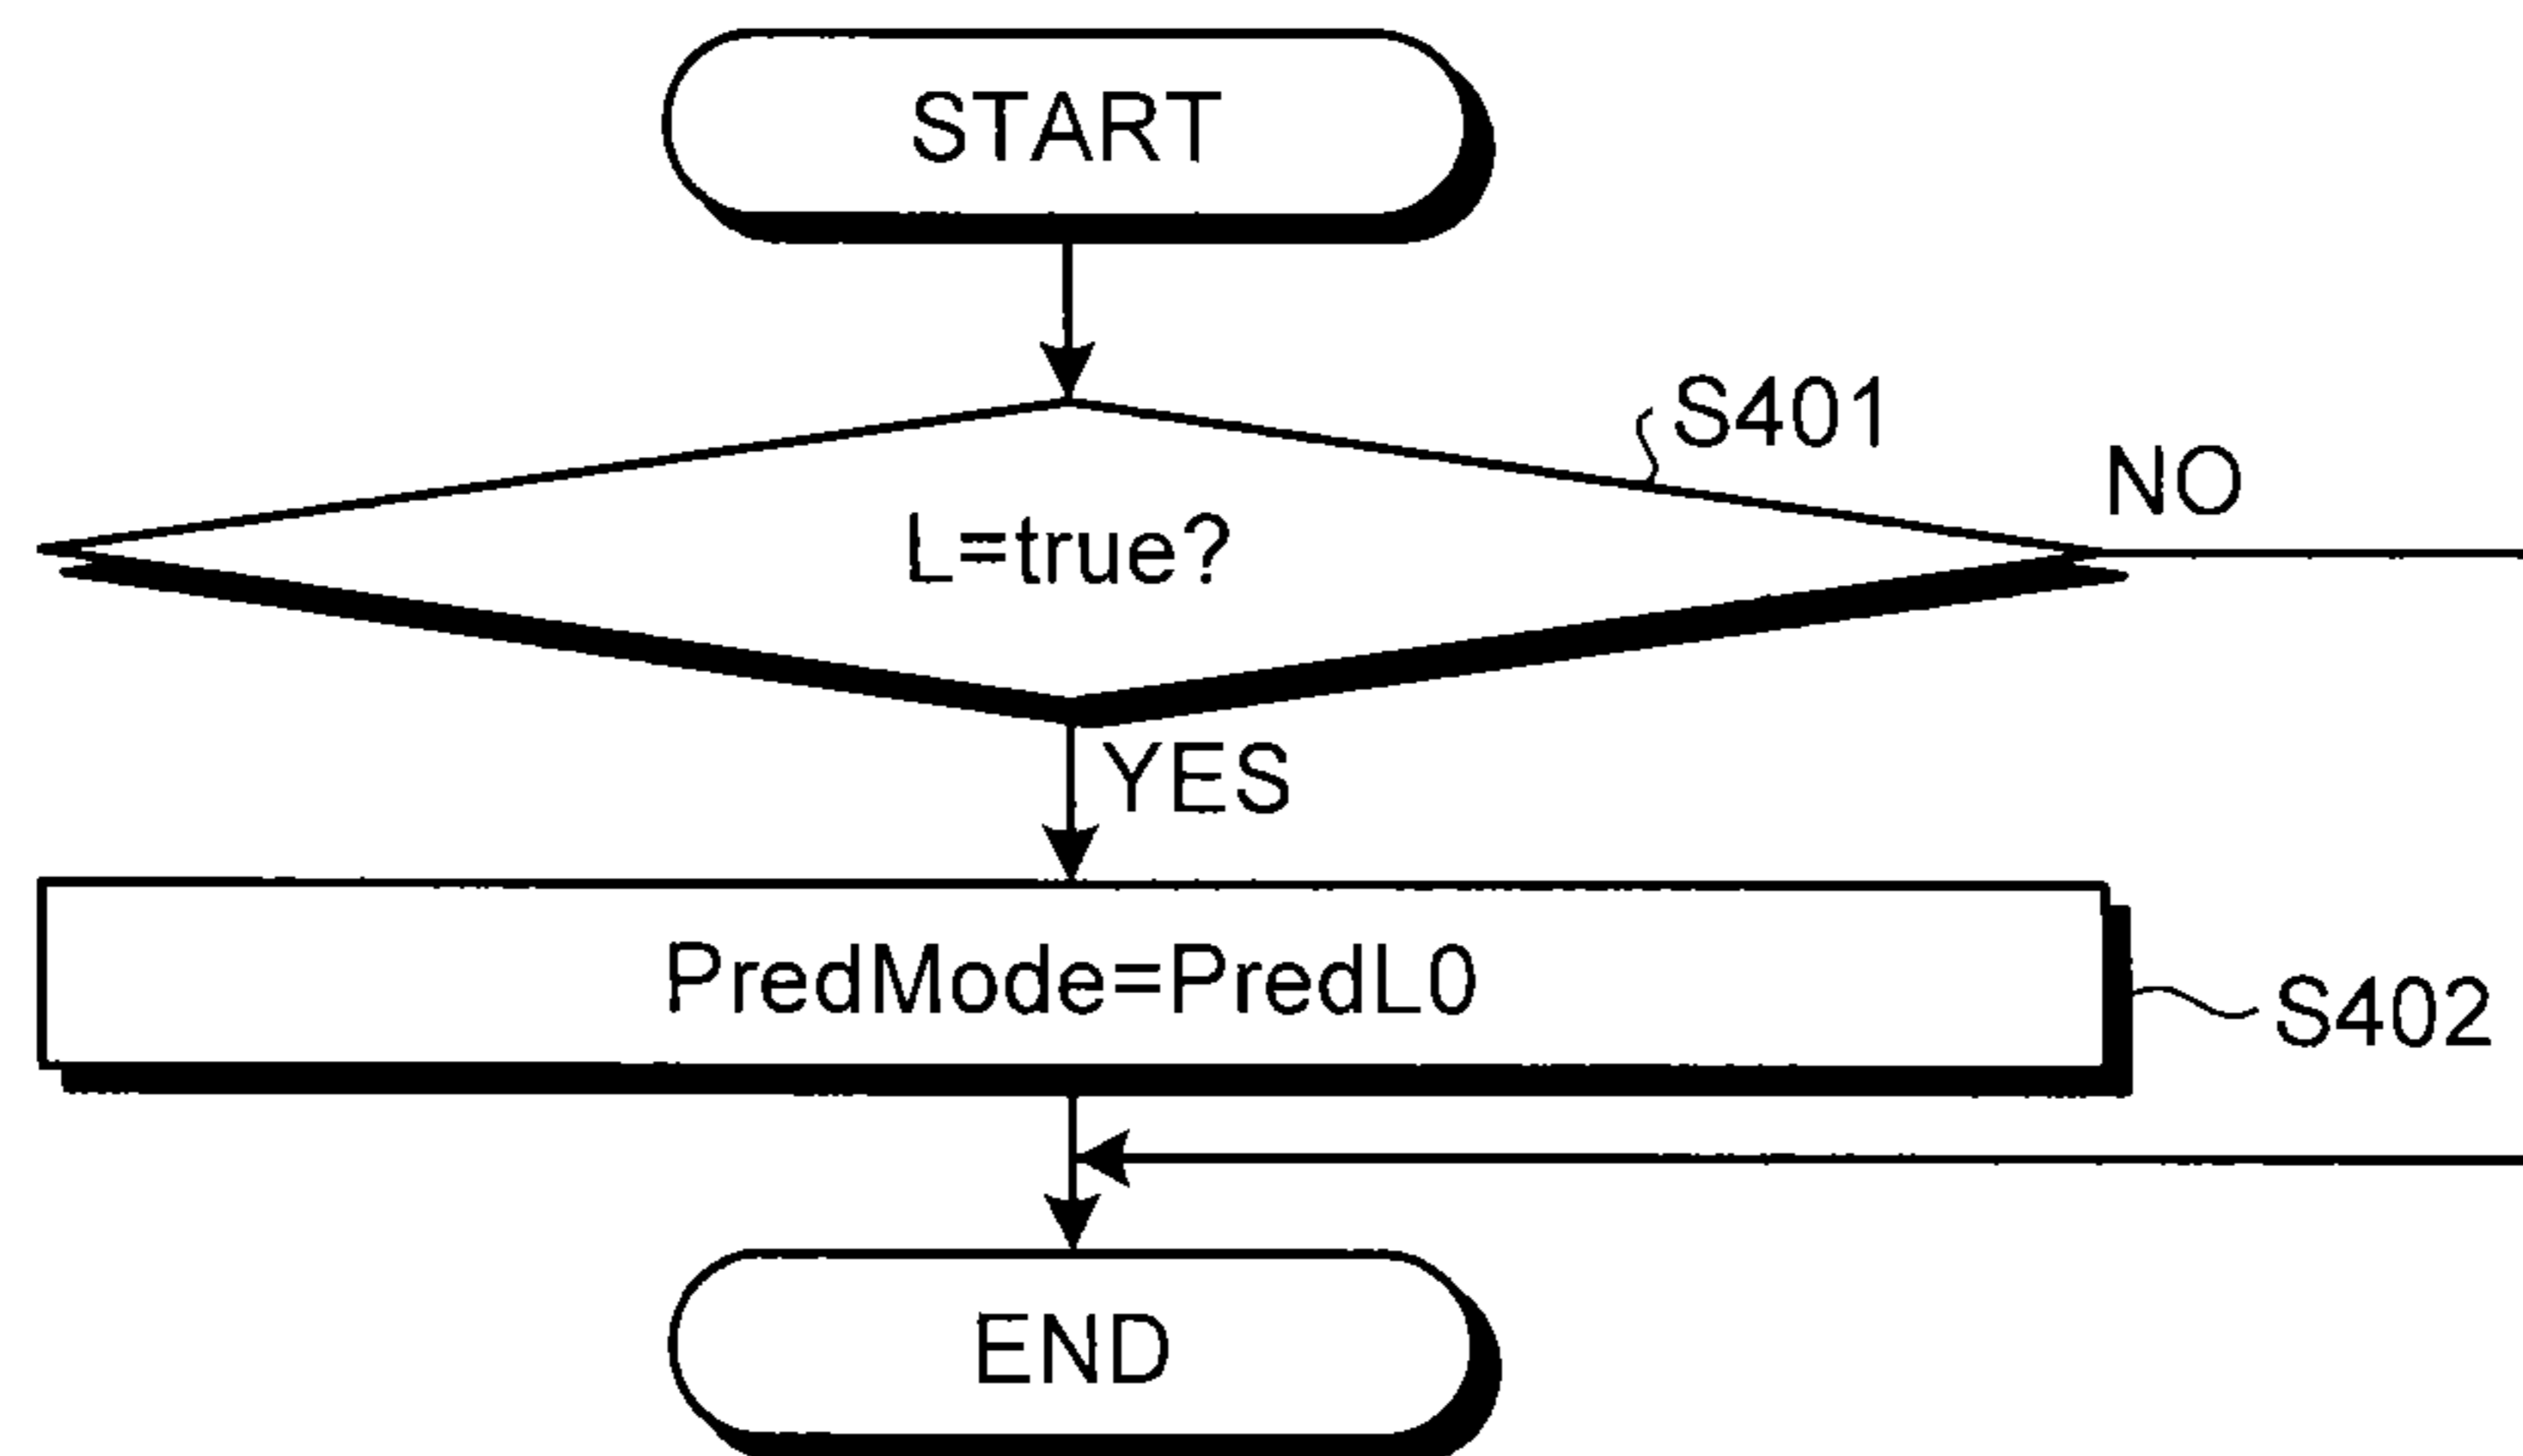 START
S401
NO
L=true?
YES
PredMode=PredL0
S402
END